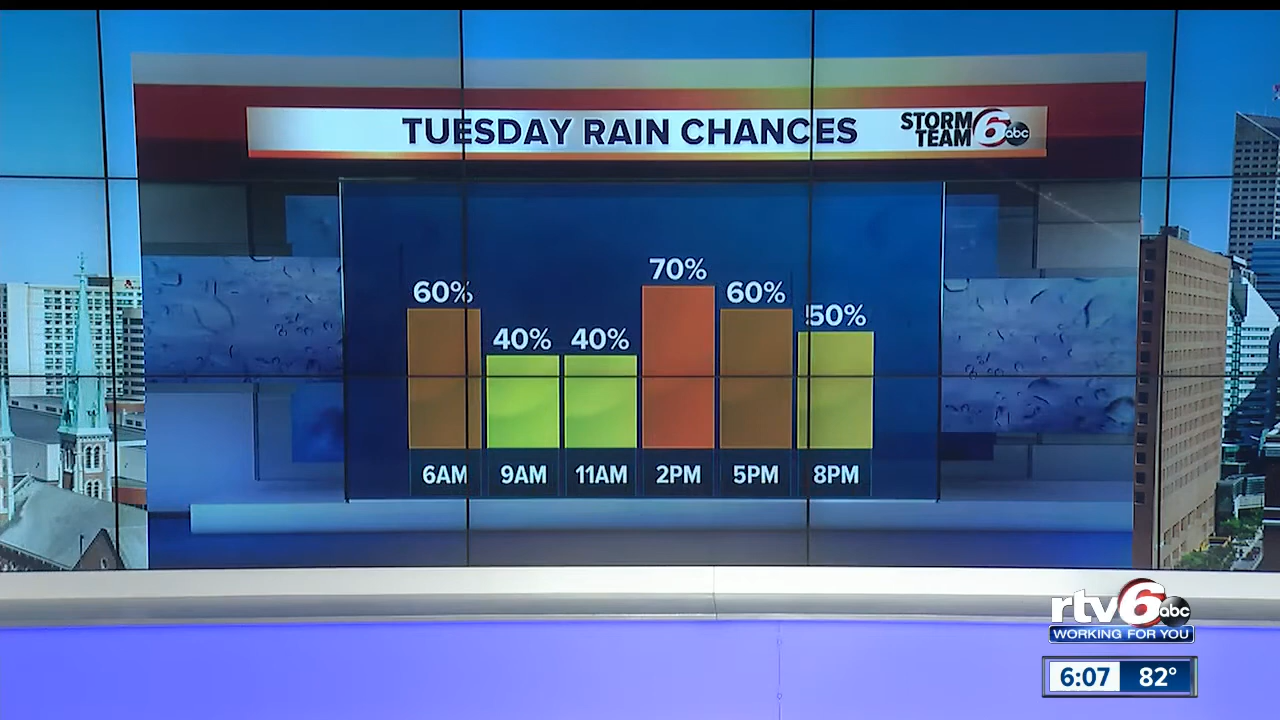 TUESDAY RAIN CHANCES
STORM
TEAM 6 abc
70%
60%
60%
50%
40%
40%
6AM 9AM 11AM 2PM 5PM 8PM
rtv6 abc
WORKING FOR YOU
6:07 82°